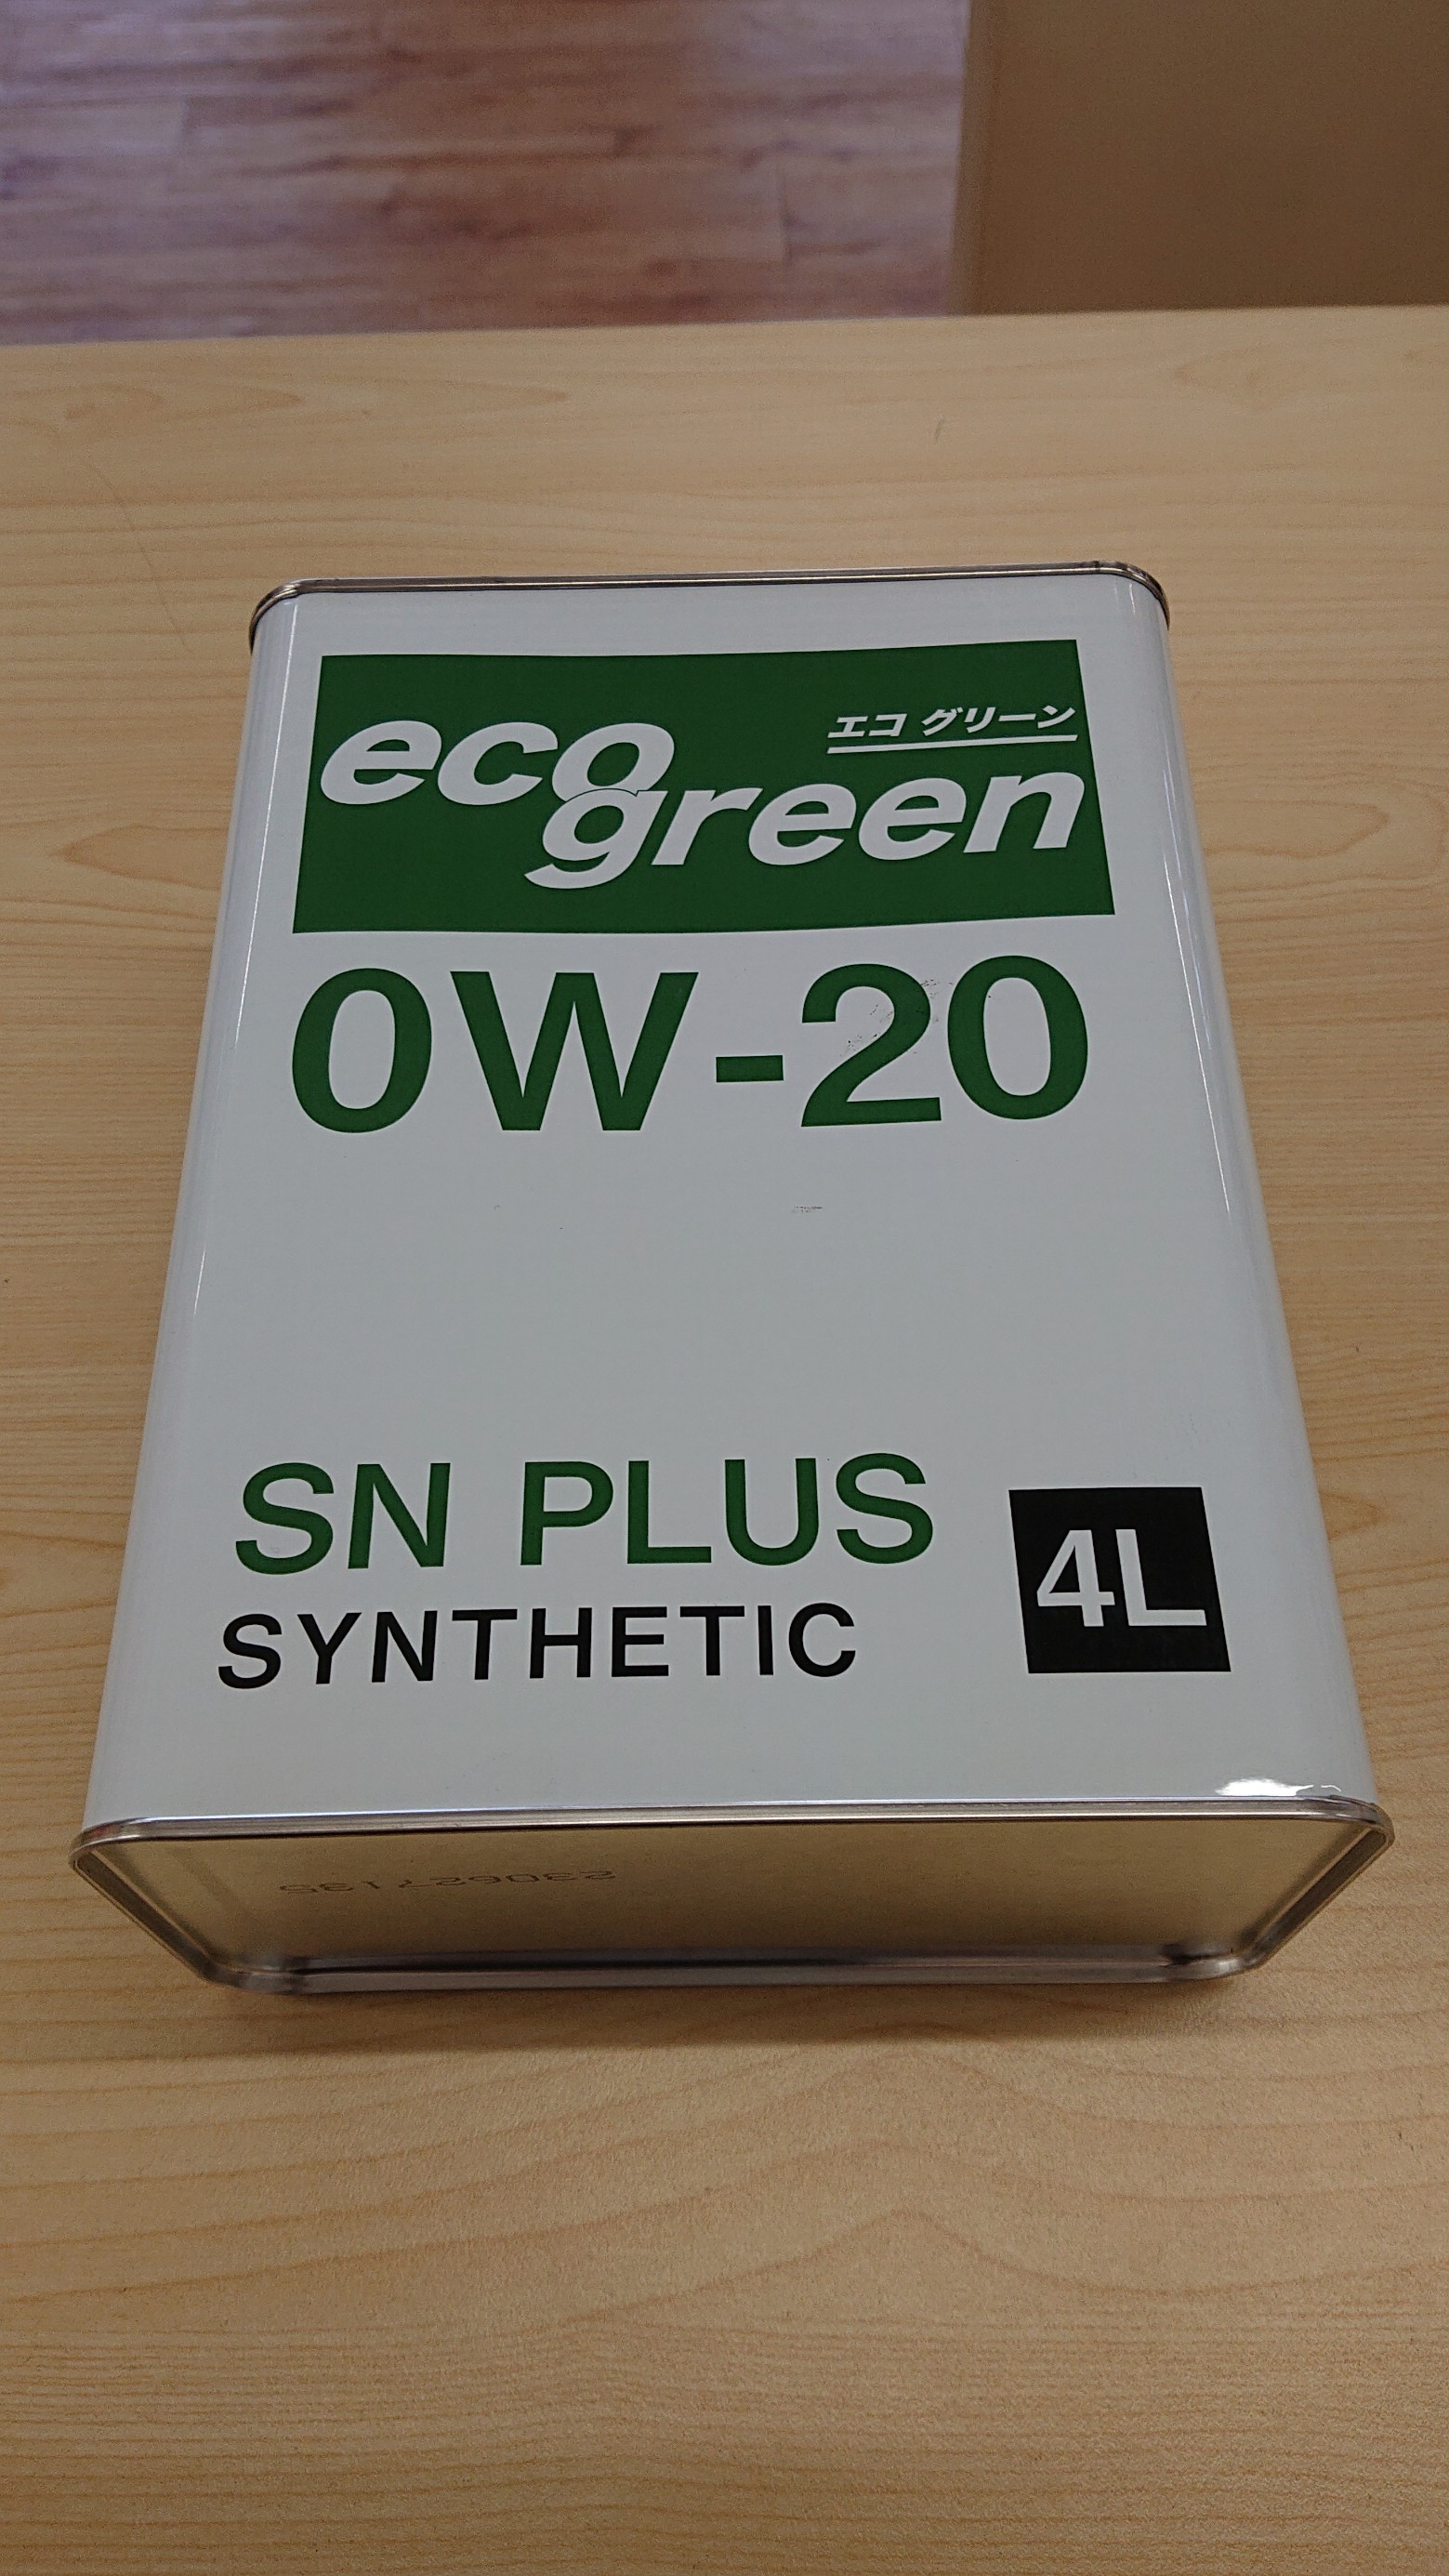 eco
エコ グリーン
green
0W-20
SN PLUS
SYNTHETIC
4L